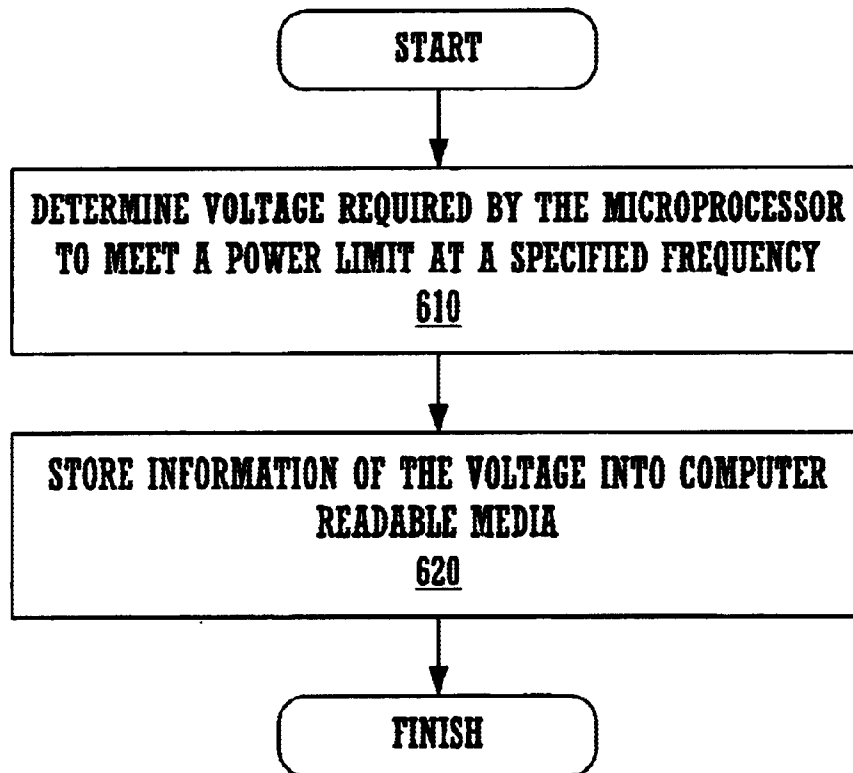 START
DETERMINE VOLTAGE REQUIRED BY THE MICROPROCESSOR
TO MEET A POWER LIMIT AT A SPECIFIED FREQUENCY
610
STORE INFORMATION OF THE VOLTAGE INTO COMPUTER
READABLE MEDIA
620
FINISH